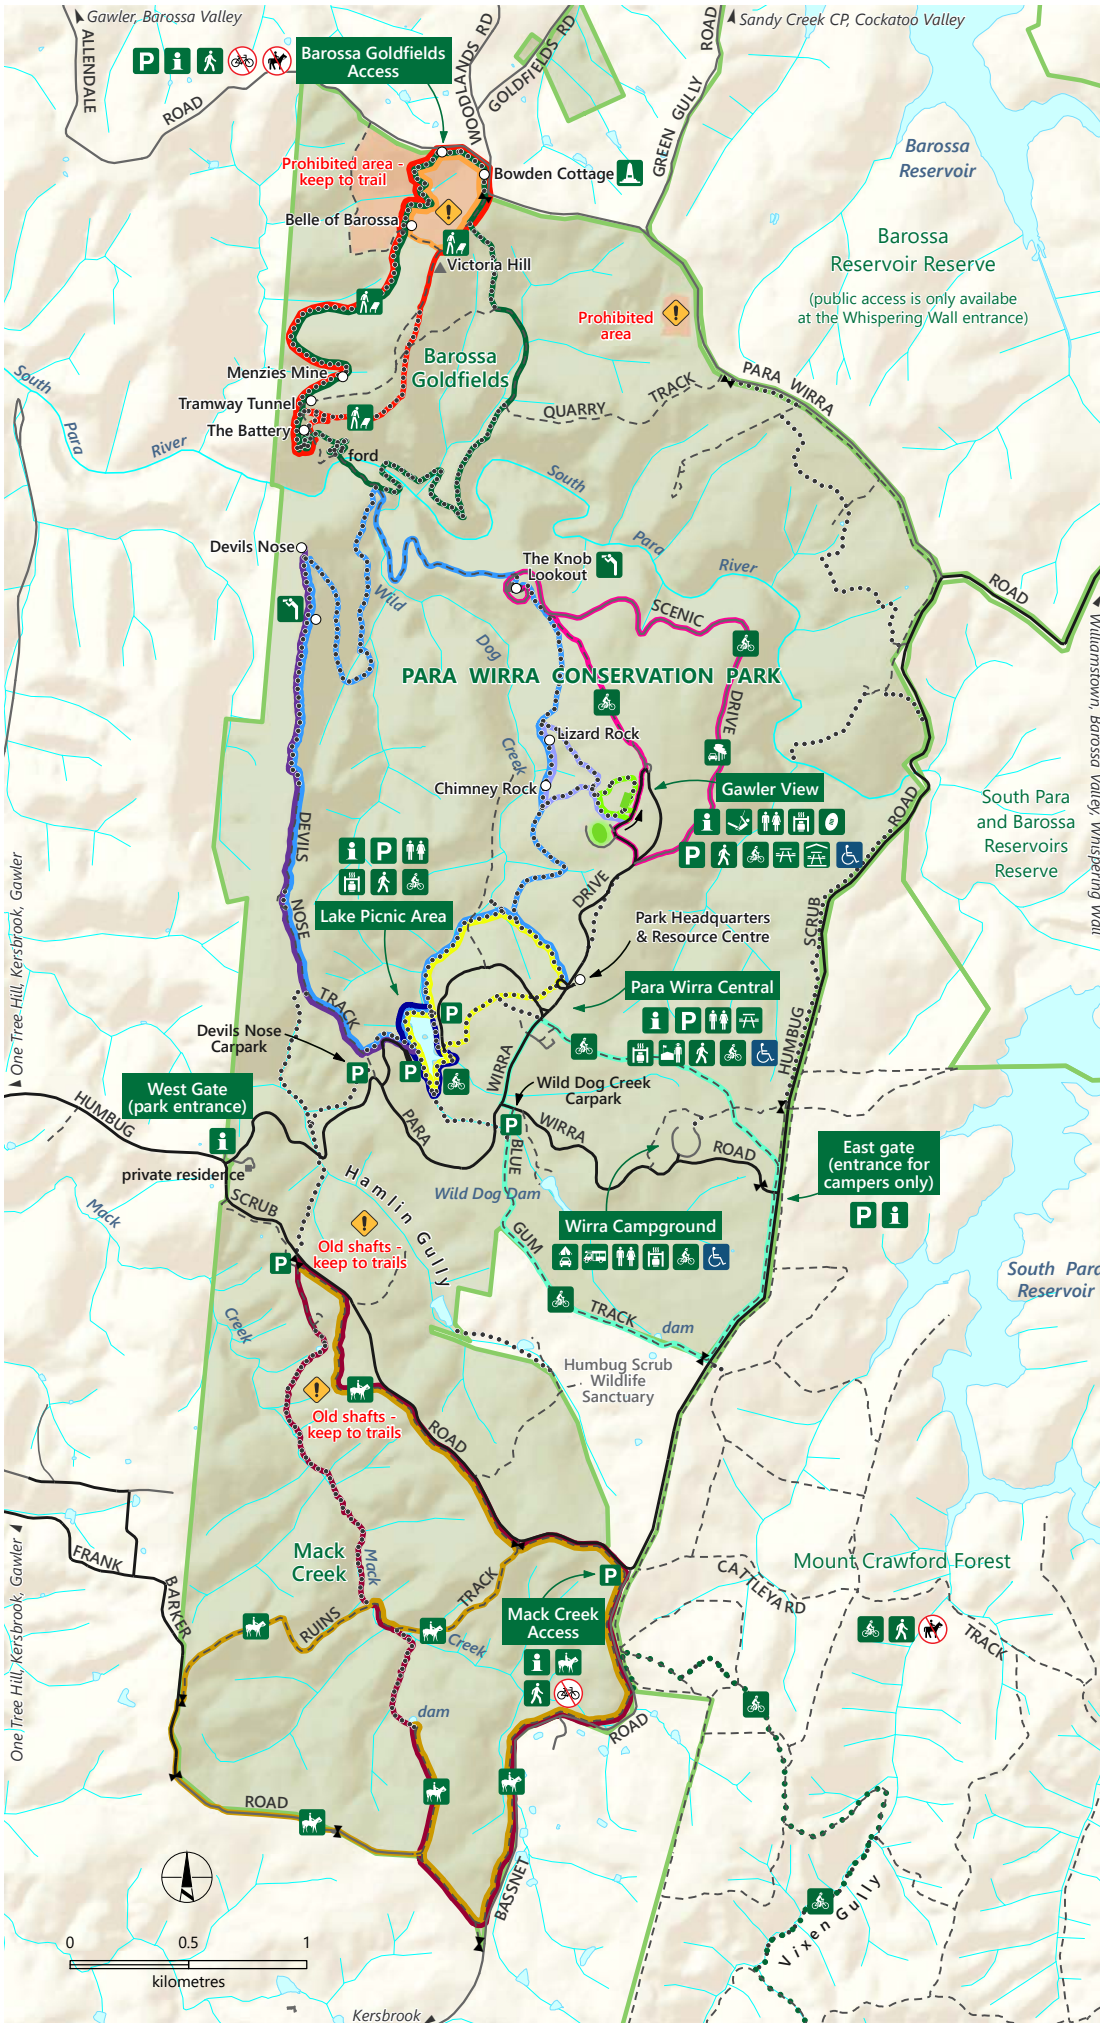 Gawler, Barossa Valley
Sandy Creek CP, Cockatoo Valley
ALLENDALE
ROAD
P
i
Barossa Goldfields
Access
WOODLANDS RD
GOLDFIELDS RD
GREEN GULLY
ROAD
Barossa
Reservoir
Prohibited area -
keep to trail
Bowden Cottage
Belle of Barossa
!
Victoria Hill
Barossa
Reservoir Reserve
(public access is only availabe
at the Whispering Wall entrance)
Prohibited
area
!
Barossa
Goldfields
Menzies Mine
Tramway Tunnel
The Battery
ford
QUARRY
TRACK
PARA WIRRA
ROAD
South
Para
River
South
Para
River
Devils Nose
The Knob
Lookout
Wild
Dog
Creek
SCENIC
DRIVE
PARA WIRRA CONSERVATION PARK
Williamstown, Barossa Valley, Whispering Wall
Lizard Rock
Chimney Rock
Gawler View
i
P
South Para
and Barossa
Reservoirs
Reserve
DEVILS
NOSE
TRACK
i P
Lake Picnic Area
DRIVE
Park Headquarters
& Resource Centre
Para Wirra Central
i P
SCRUB
ROAD
HUMBUG
One Tree Hill, Kersbrook, Gawler
Devils Nose
Carpark
P
P
P
WIRRA
PARA
Wild Dog Creek
Carpark
P
WIRRA
ROAD
West Gate
(park entrance)
i
HUMBUG
private residence
SCRUB
East gate
(entrance for
campers only)
P i
BLUE
GUM
TRACK
Wild Dog Dam
Wirra Campground
Hamlin Gully
Mack
Creek
!
Old shafts -
keep to trails
P
dam
South Para
Reservoir
Humbug Scrub
Wildlife
Sanctuary
!
Old shafts -
keep to trails
ROAD
One Tree Hill, Kersbrook, Gawler
FRANK
BARKER
Mack
Creek
Mack
Creek
RUINS
TRACK
P
Mack Creek
Access
i
Mount Crawford Forest
CATTLEYARD
TRACK
dam
ROAD
ROAD
BASSNET
Vixen Gully
0
0.5
1
kilometres
Kersbrook